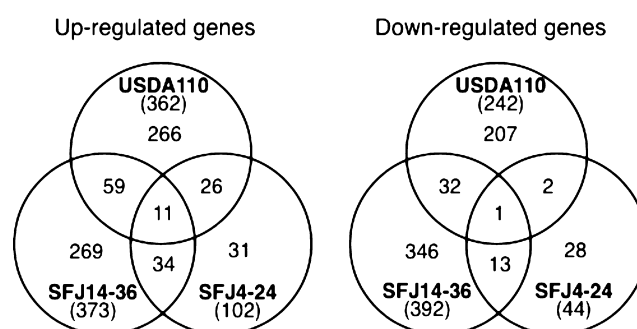 Up-regulated genes
Down-regulated genes
USDA110
(362)
266
59
26
11
269
34
31
SFJ14-36
(373)
SFJ4-24
(102)
USDA110
(242)
207
32
2
1
346
13
28
SFJ14-36
(392)
SFJ4-24
(44)